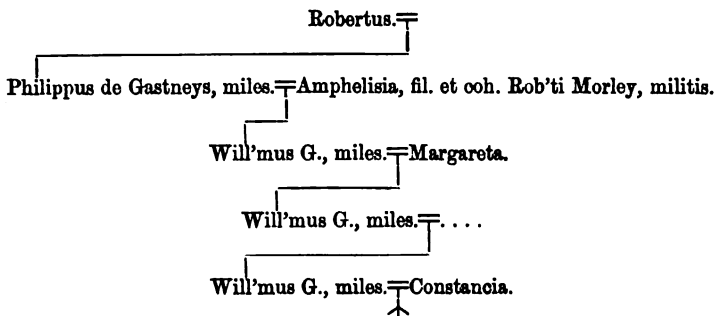 Robertus.
Philippus de Gastneys, miles. Amphelisia, fil. et coh. Rob'ti Morley, militis.
Will'mus G., miles. Margareta.
Will'mus G., miles. . . . .
Will'mus G., miles. Constancia.